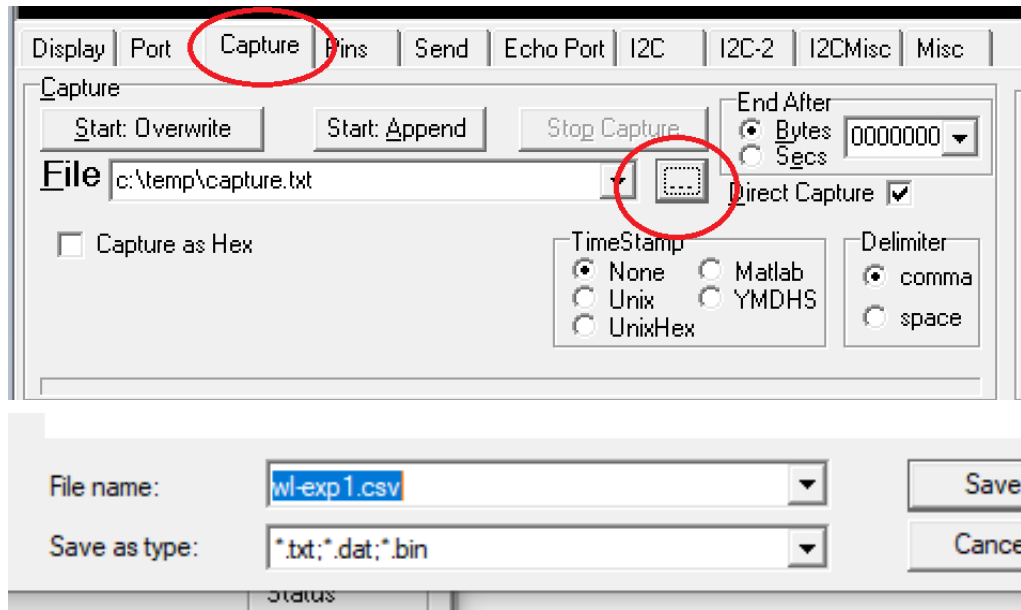 Display Port Capture Pins Send Echo Port I2C I2C-2 I2CMisc Misc
Capture
Start: Overwrite Start: Append Stop Capture
End After
Bytes
Secs
0000000
File c:\temp\capture.txt ...
Direct Capture
Capture as Hex
TimeStamp
None Matlab
Unix YMDHS
UnixHex
Delimiter
comma
space
File name: wl-exp1.csv Save
Save as type: *.txt;*.dat;*.bin Cance
Status